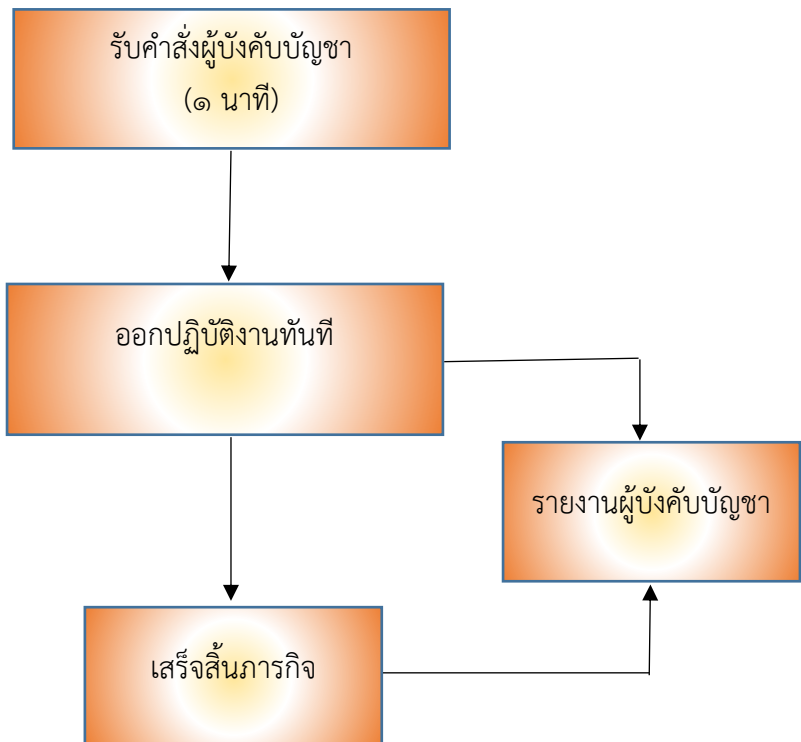 รับคำสั่งผู้บังคับบัญชา
(๑ นาที)
ออกปฏิบัติงานทันที
รายงานผู้บังคับบัญชา
เสร็จสิ้นภารกิจ